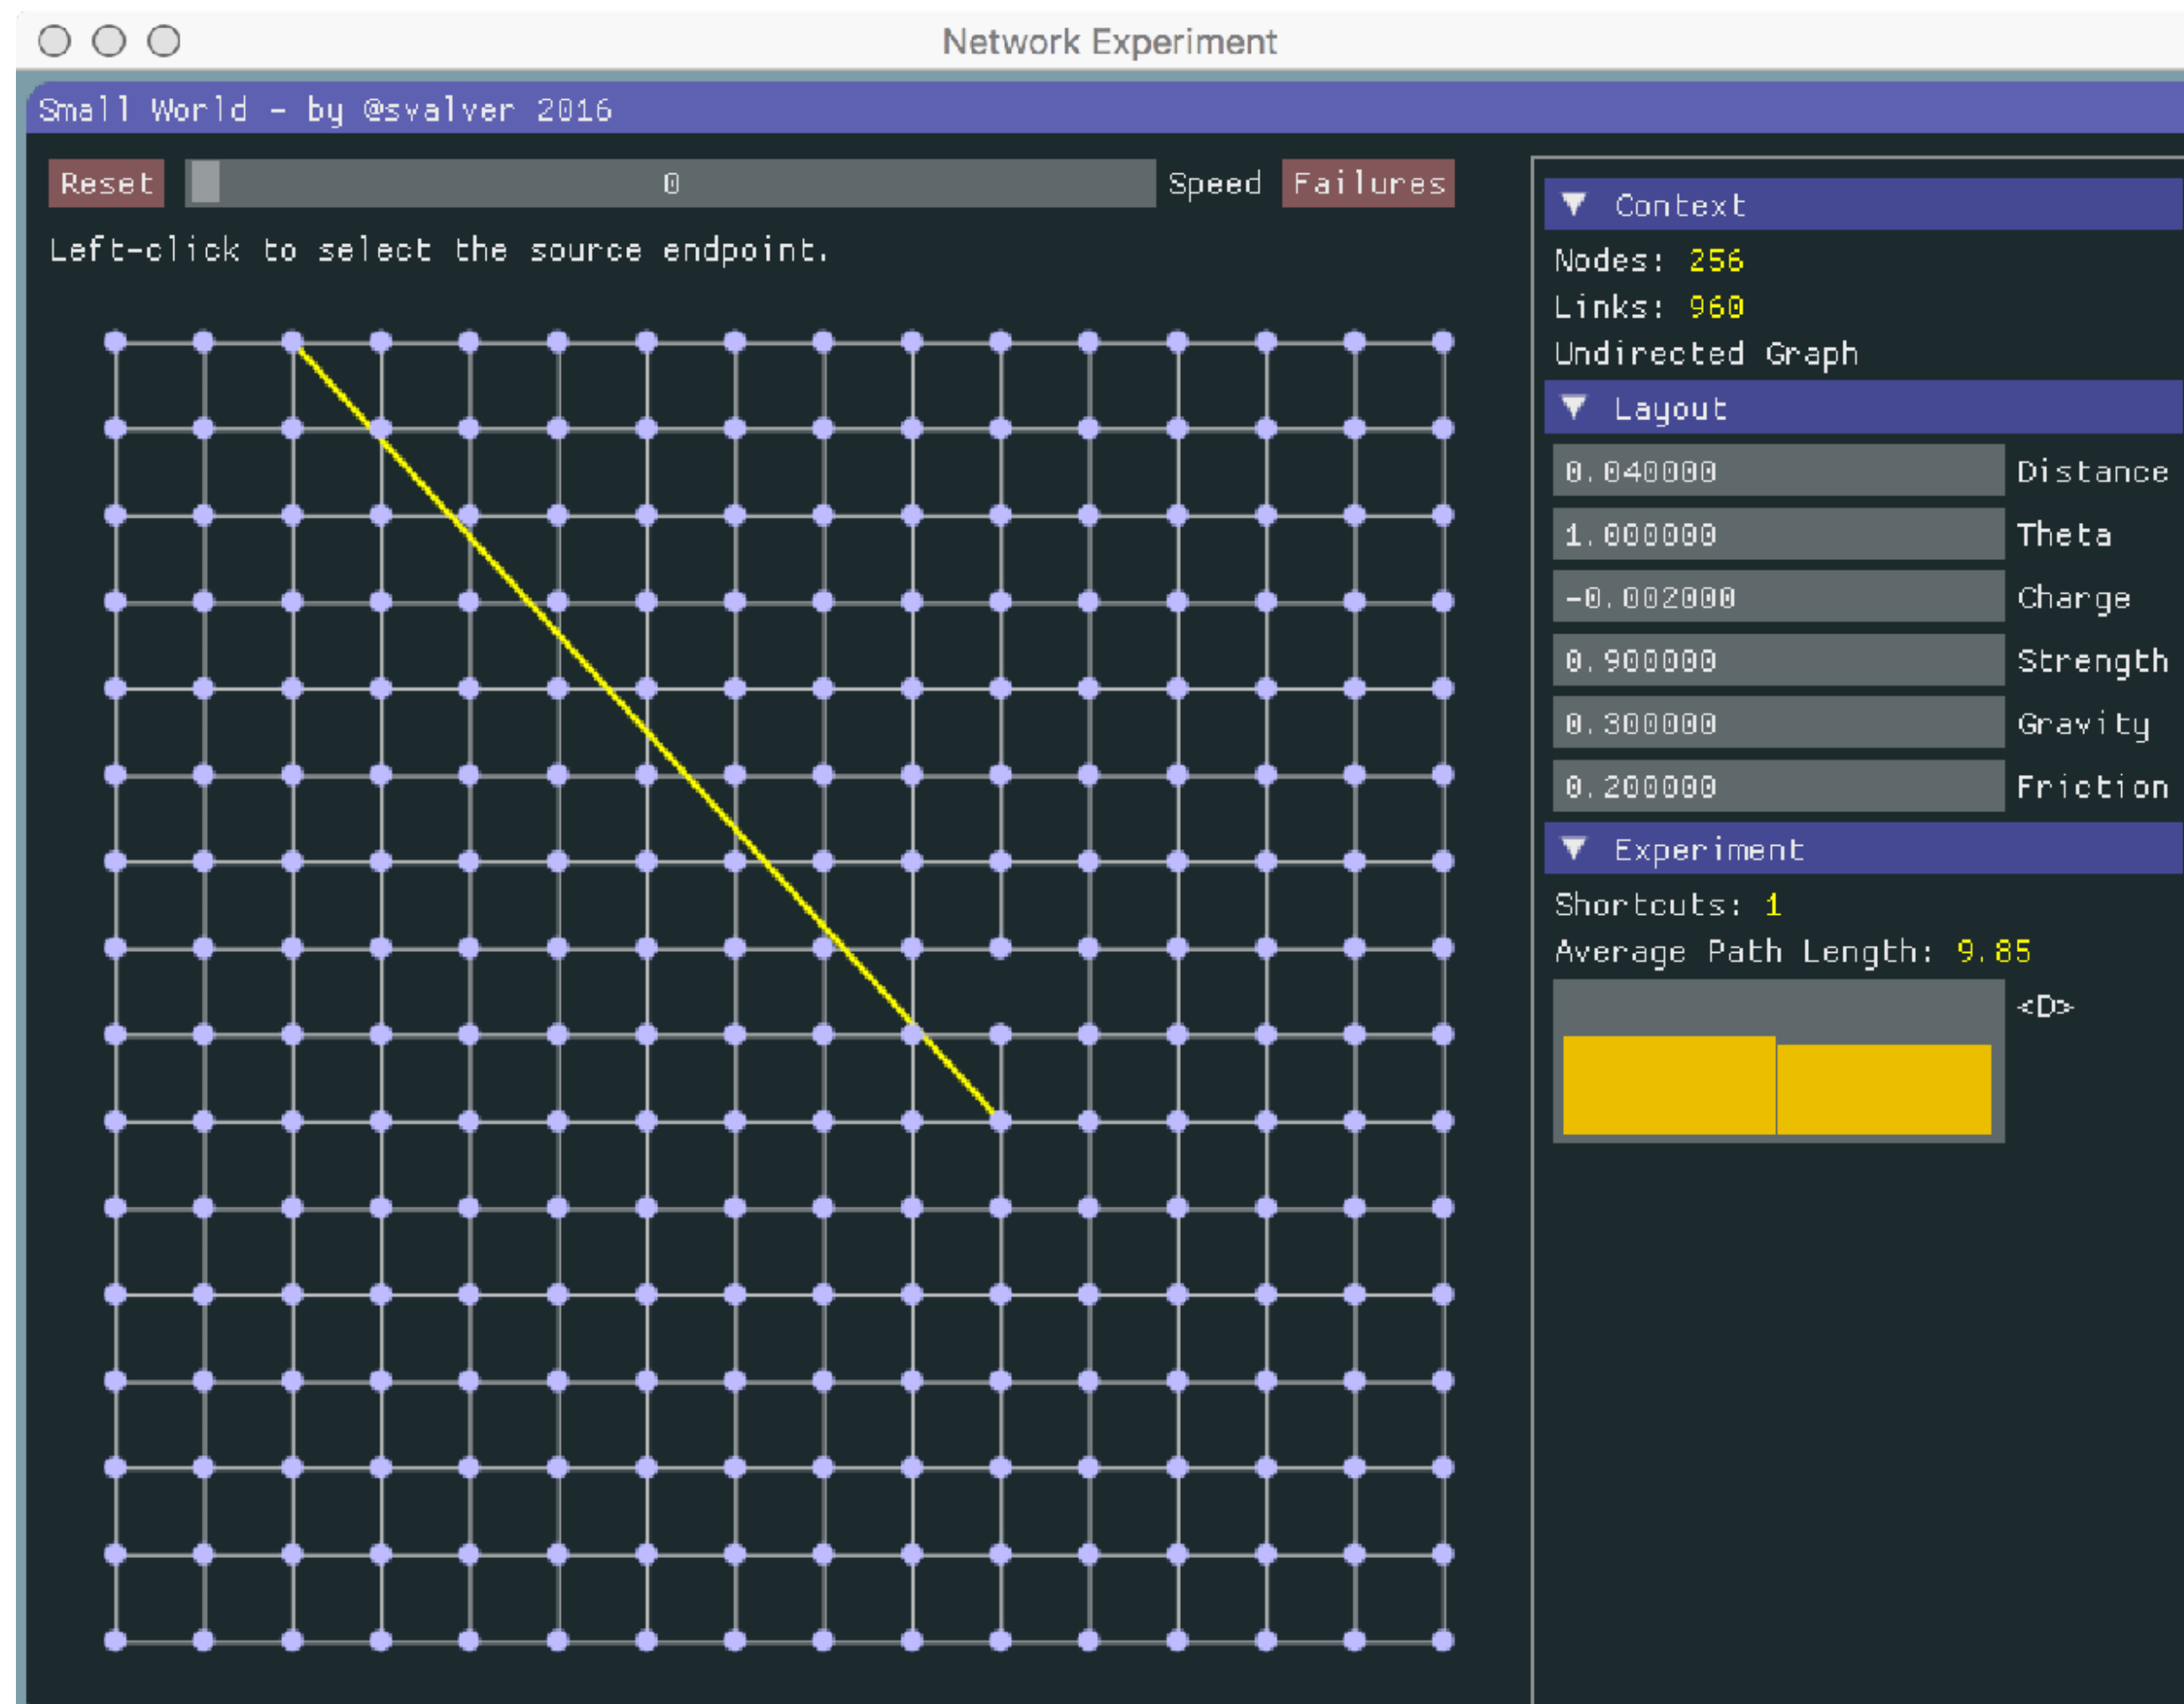 Network Experiment
Small World - by @svalver 2016
Reset 0 Speed Failures
Left-click to select the source endpoint.
▼ Context
Nodes: 256
Links: 960
Undirected Graph
▼ Layout
0.040000 Distance
1.000000 Theta
-0.002000 Charge
0.900000 Strength
0.300000 Gravity
0.200000 Friction
▼ Experiment
Shortcuts: 1
Average Path Length: 9.85
<D>